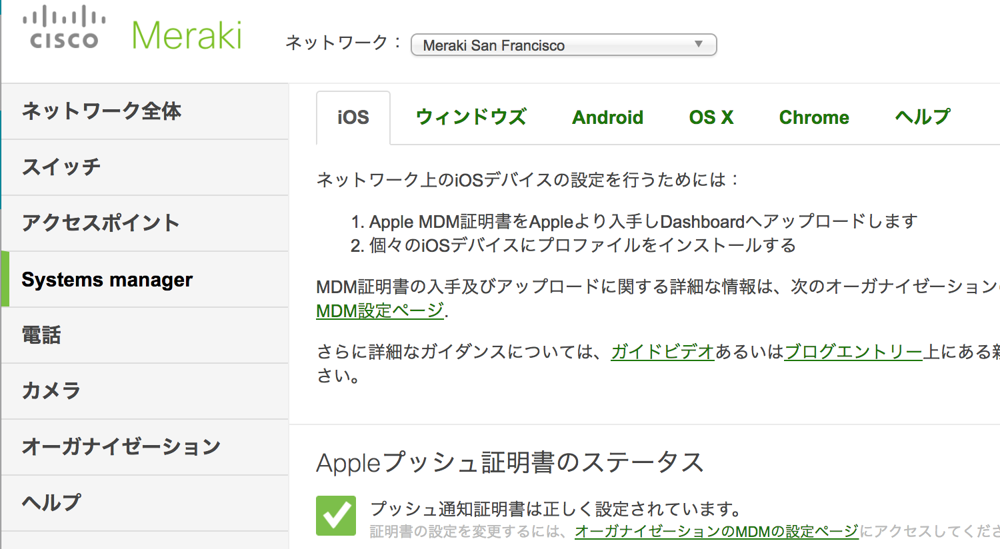 CISCO Meraki ネットワーク： Meraki San Francisco
ネットワーク全体
スイッチ
アクセスポイント
Systems manager
電話
カメラ
オーガナイゼーション
ヘルプ
iOS ウィンドウズ Android OS X Chrome ヘルプ
ネットワーク上のiOSデバイスの設定を行うためには：
1. Apple MDM証明書をAppleより入手しDashboardへアップロードします
2. 個々のiOSデバイスにプロファイルをインストールする
MDM証明書の入手及びアップロードに関する詳細な情報は、次のオーガナイゼーション
MDM設定ページ.
さらに詳細なガイダンスについては、ガイドビデオあるいはブログエントリー上にある
さい。
Appleプッシュ証明書のステータス
プッシュ通知証明書は正しく設定されています。
証明書の設定を変更するには、オーガナイゼーションのMDMの設定ページにアクセスしてくださ